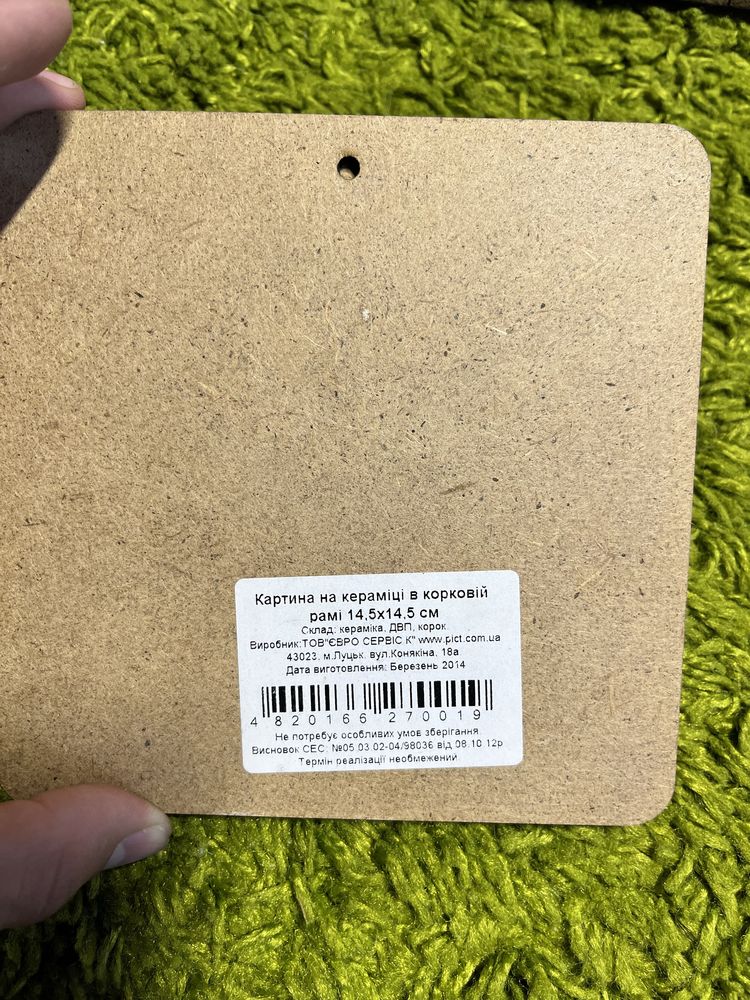 Картина на кераміці в корковій
рамі 14,5х14,5 см
Склад: кераміка, ДВП, корок
Виробник:ТОВ"ЄВРО СЕРВІС К" www.pict.com.ua
43023, м.Луцьк, вул.Конякіна, 18а
Дата виготовлення: Березень 2014
4 820166 270019
Не потребує особливих умов зберігання.
Висновок СЕС: №05.03.02-04/98036 від 08.10.12р.
Термін реалізації необмежений